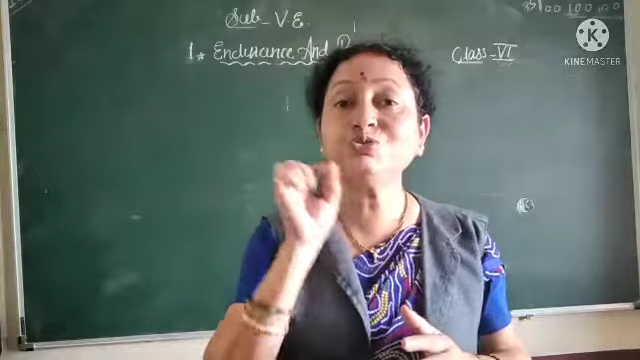 Sub - V.E.
1* Endurance And
Class - VI
K
KINEMASTER